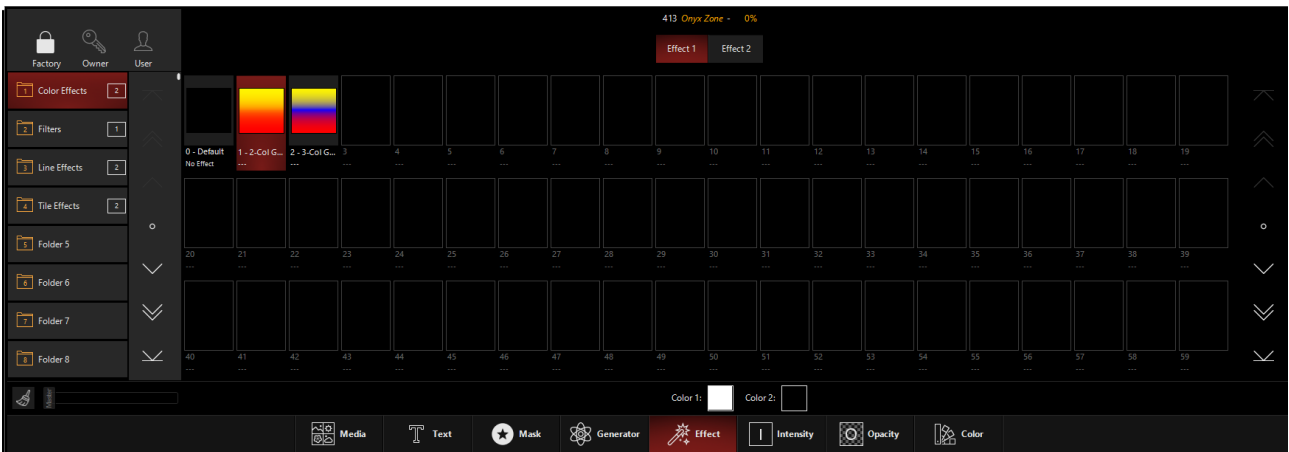 413 Onyx Zone - 0%
Factory Owner User
Effect 1 Effect 2
1 Color Effects 2
2 Filters 1
3 Line Effects 2
4 Tile Effects 2
5 Folder 5
6 Folder 6
7 Folder 7
8 Folder 8
0 - Default 1 - 2-Col G... 2 - 3-Col G... 3 4 5 6 7 8 9 10 11 12 13 14 15 16 17 18 19
No Effect --- --- --- --- --- --- --- --- --- --- --- --- --- --- --- --- --- --- ---
20 21 22 23 24 25 26 27 28 29 30 31 32 33 34 35 36 37 38 39
--- --- --- --- --- --- --- --- --- --- --- --- --- --- --- --- --- --- --- ---
40 41 42 43 44 45 46 47 48 49 50 51 52 53 54 55 56 57 58 59
--- --- --- --- --- --- --- --- --- --- --- --- --- --- --- --- --- --- --- ---
Master
Color 1: Color 2:
Media T Text Mask Generator Effect I Intensity O Opacity Color